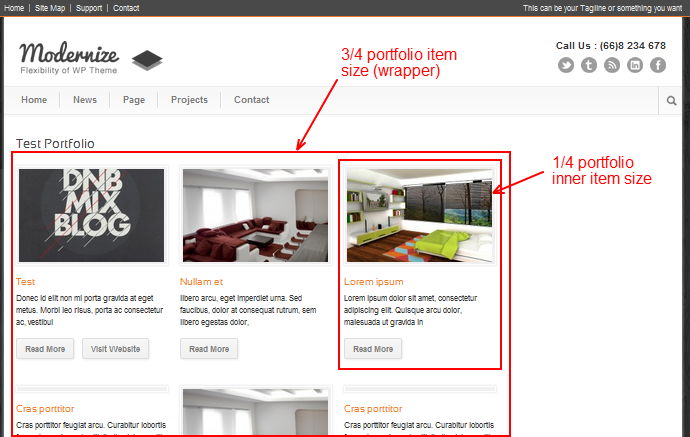 Home | Site Map | Support | Contact
This can be your Tagline or something you want
Modernize
Flexibility of WP Theme
Call Us : (66)8 234 678
3/4 portfolio item
size (wrapper)
Home News Page Projects Contact
Test Portfolio
1/4 portfolio
inner item size
DNB
MIX
BLOG
Test
Donec id elit non mi porta gravida at eget
metus. Morbi leo risus, porta ac consectetur
ac, vestibul
Read More Visit Website
Nullam et
libero arcu, eget imperdiet urna. Sed
faucibus, dolor at consequat rutrum, sem
libero egestas dolor,
Read More
Lorem ipsum
Lorem ipsum dolor sit amet, consectetur
adipiscing elit. Quisque arcu dolor,
malesuada ut gravida in
Read More
Cras porttitor
Cras porttitor feugiat arcu. Curabitur lobortis
Cras porttitor
Cras porttitor feugiat arcu. Curabitur lobortis